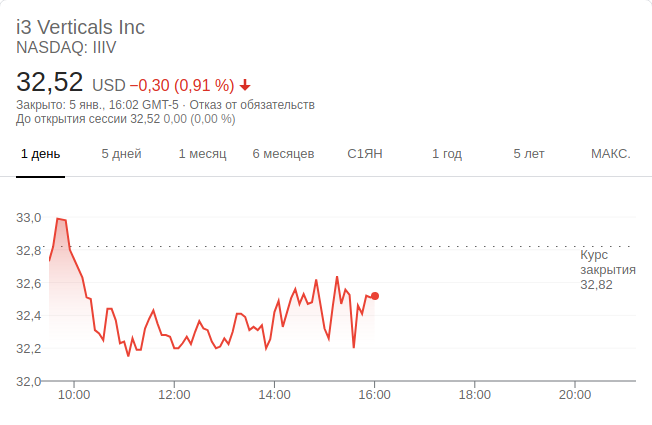 i3 Verticals Inc
NASDAQ: IIIV
32,52 USD −0,30 (0,91 %)
Закрыто: 5 янв., 16:02 GMT-5 · Отказ от обязательств
До открытия сессии 32,52 0,00 (0,00 %)
1 день 5 дней 1 месяц 6 месяцев С1ЯН 1 год 5 лет МАКС.
33,0
32,8
Курс
закрытия
32,82
32,6
32,4
32,2
32,0
10:00 12:00 14:00 16:00 18:00 20:00